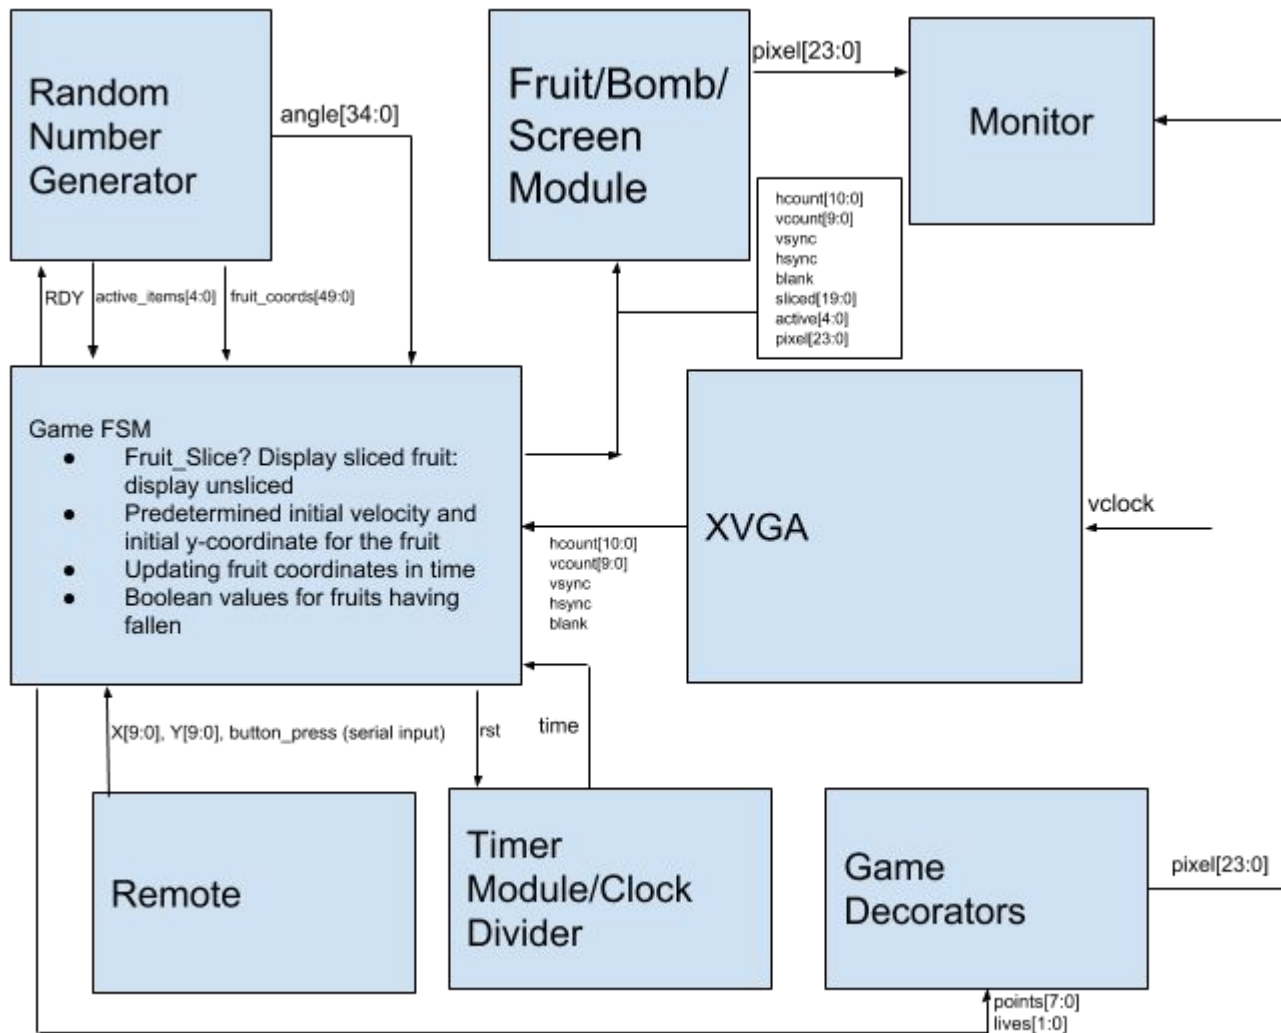 Random
Number
Generator
angle[34:0]
Fruit/Bomb/
Screen
Module
pixel[23:0]
Monitor
hcount[10:0]
vcount[9:0]
vsync
hsync
blank
sliced[19:0]
active[4:0]
pixel[23:0]
RDY
active_items[4:0]
fruit_coords[49:0]
Game FSM
● Fruit_Slice? Display sliced fruit:
display unsliced
● Predetermined initial velocity and
initial y-coordinate for the fruit
● Updating fruit coordinates in time
● Boolean values for fruits having
fallen
XVGA
vclock
hcount[10:0]
vcount[9:0]
vsync
hsync
blank
X[9:0], Y[9:0], button_press (serial input)
rst
time
Remote
Timer
Module/Clock
Divider
Game
Decorators
pixel[23:0]
points[7:0]
lives[1:0]